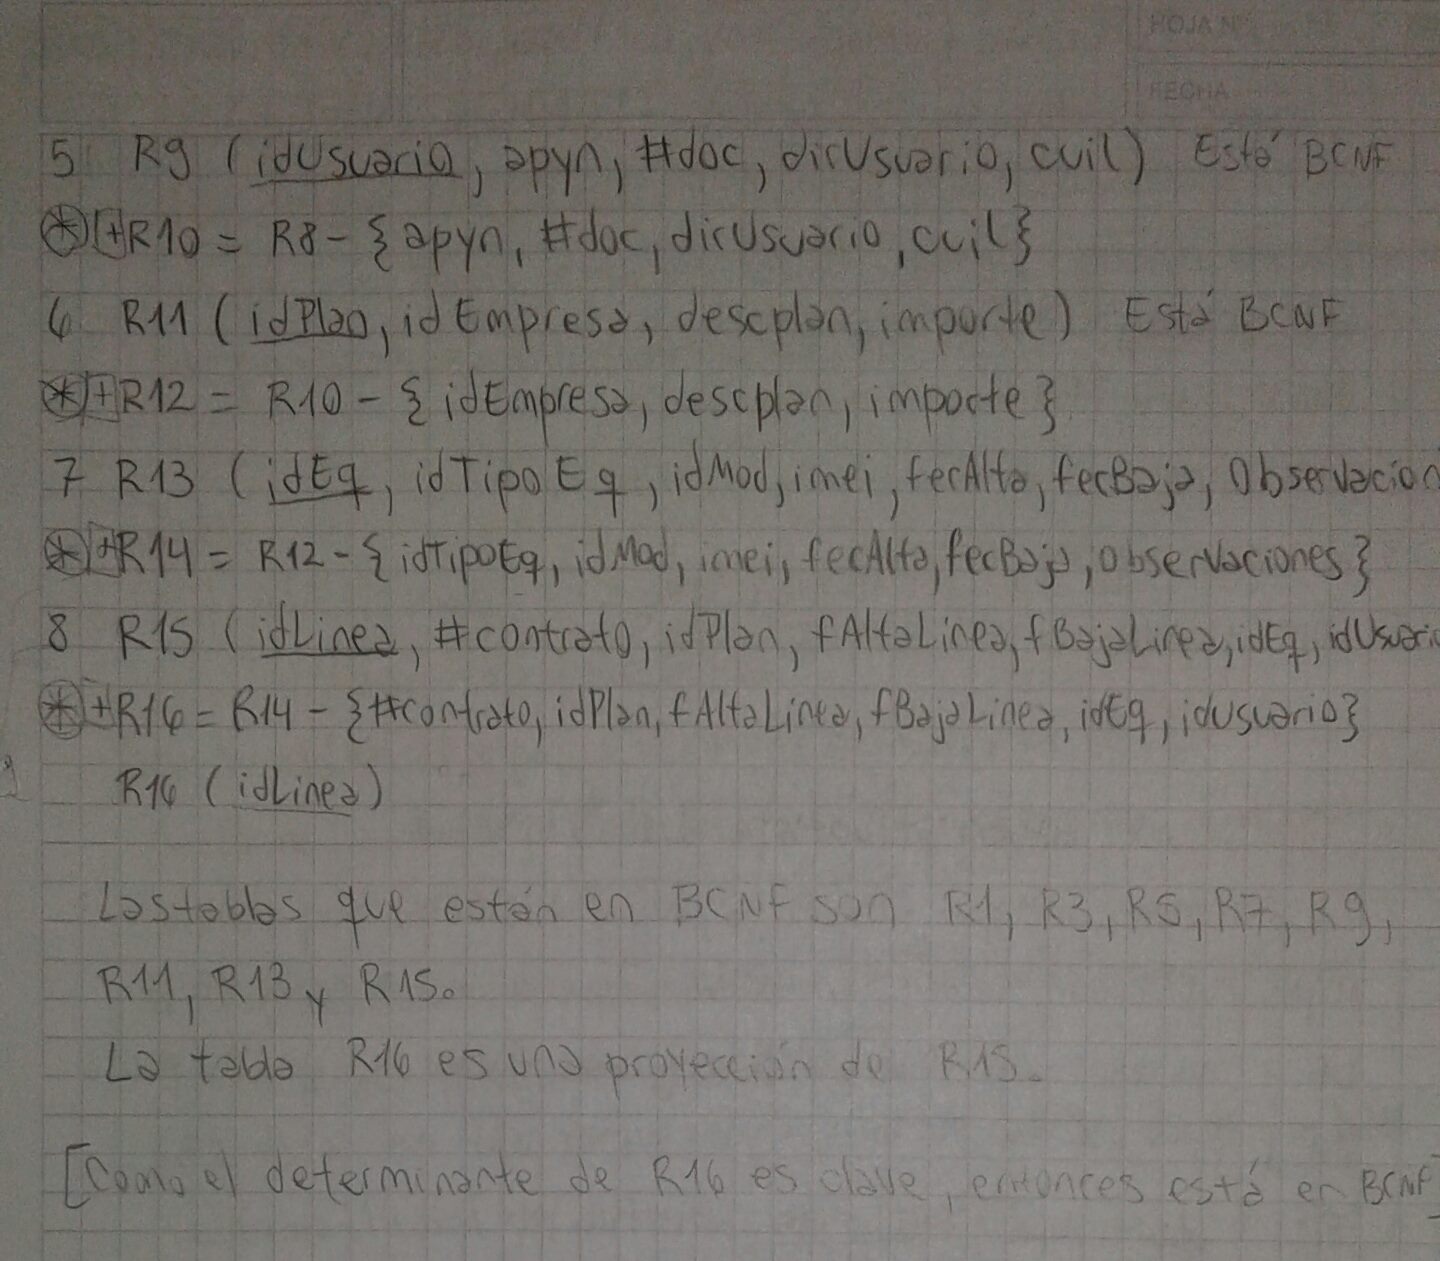 HOJA N°
FECHA
5 R9 (idUsuario, apyn, #doc, dirUsuario, cuil) Está BCNF
* + R10 = R8 - {apyn, #doc, dirUsuario, cuil}
6 R11 (idPlan, idEmpresa, descplan, importe) Está BCNF
* + R12 = R10 - {idEmpresa, descplan, importe}
7 R13 (idEq, idTipoEq, idMod, imei, fecAlta, fecBaja, Observacion
* + R14 = R12 - {idTipoEq, idMod, imei, fecAlta, fecBaja, observaciones}
8 R15 (idLinea, #contrato, idPlan, fAltaLinea, fBajaLinea, idEq, idUsuario
* + R16 = R14 - {#contrato, idPlan, fAltaLinea, fBajaLinea, idEq, idUsuario}
R16 (idLinea)
Las tablas que están en BCNF son R1, R3, R5, R7, R9,
R11, R13 y R15.
La tabla R16 es una proyección de R15.
[Como el determinante de R16 es clave, entonces está en BCNF]